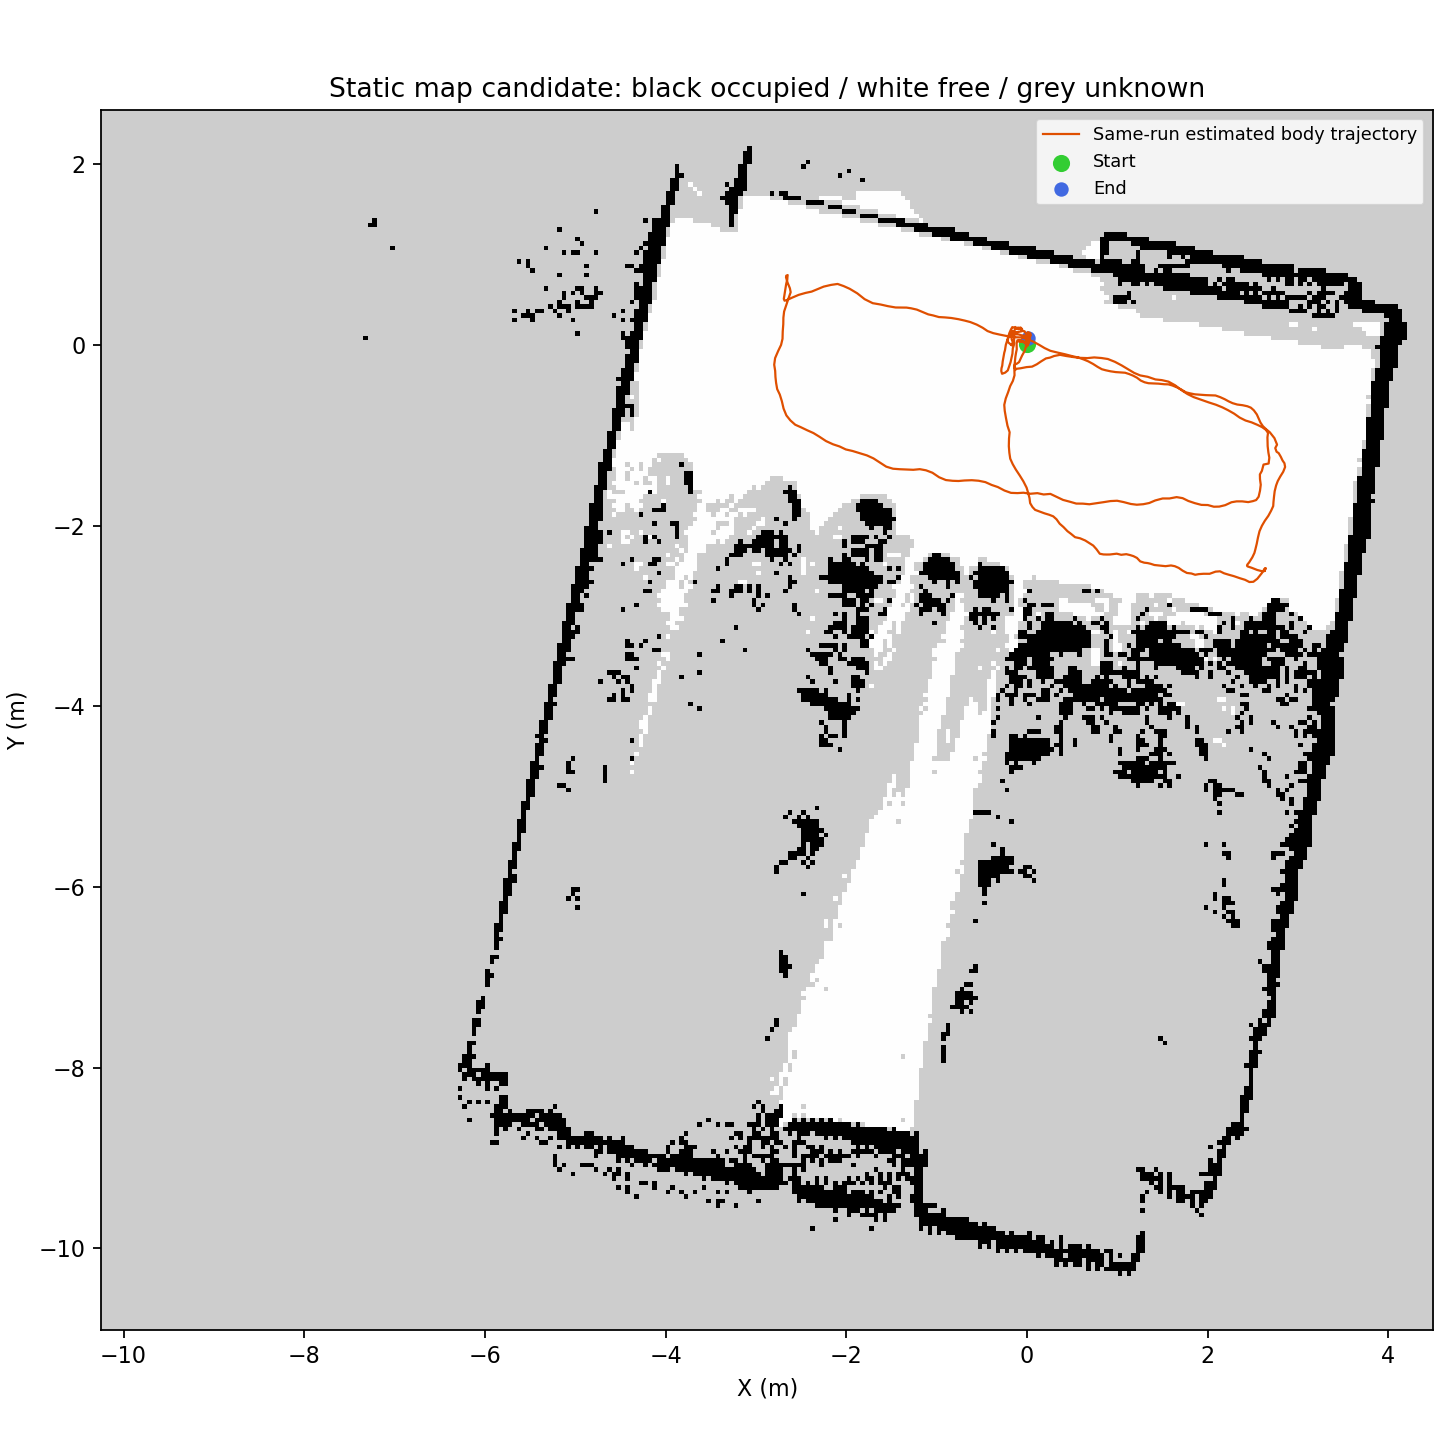 Static map candidate: black occupied / white free / grey unknown
Same-run estimated body trajectory
Start
End
2
0
−2
−4
−6
−8
−10
Y (m)
−10
−8
−6
−4
−2
0
2
4
X (m)